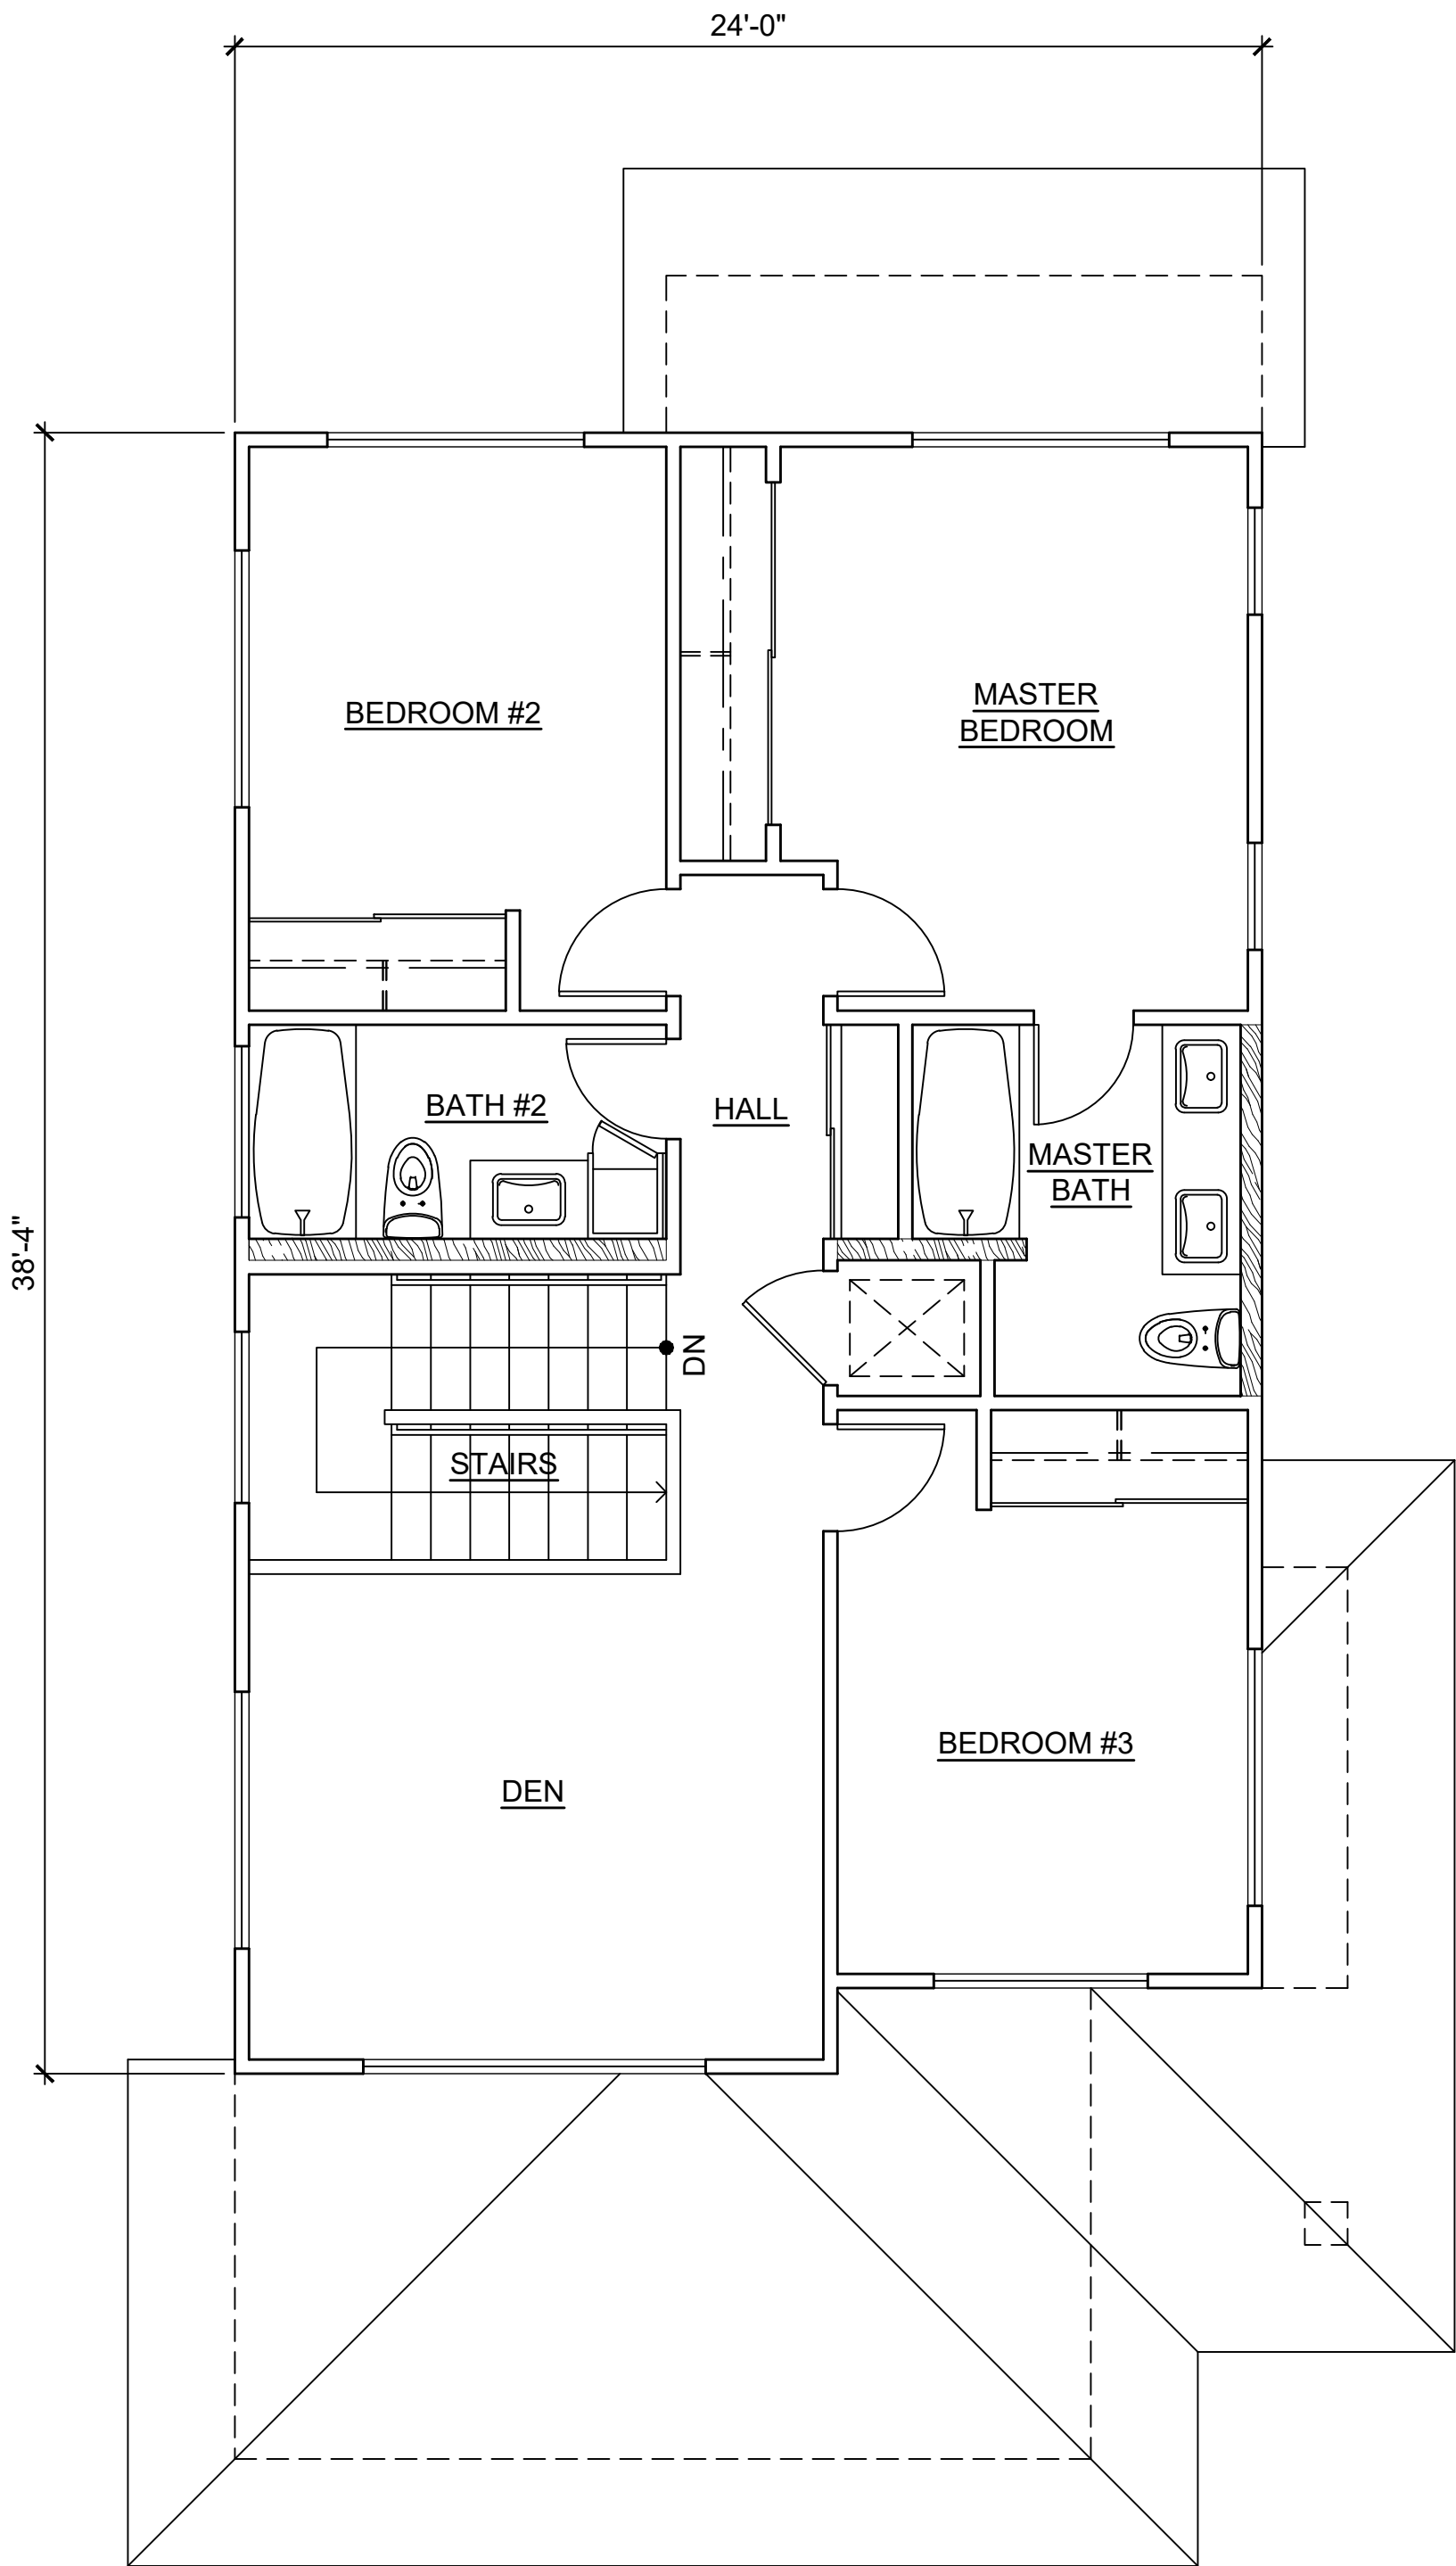 24'-0"
BEDROOM #2
MASTER
BEDROOM
BATH #2
HALL
MASTER
BATH
38'-4"
DN
STAIRS
BEDROOM #3
DEN